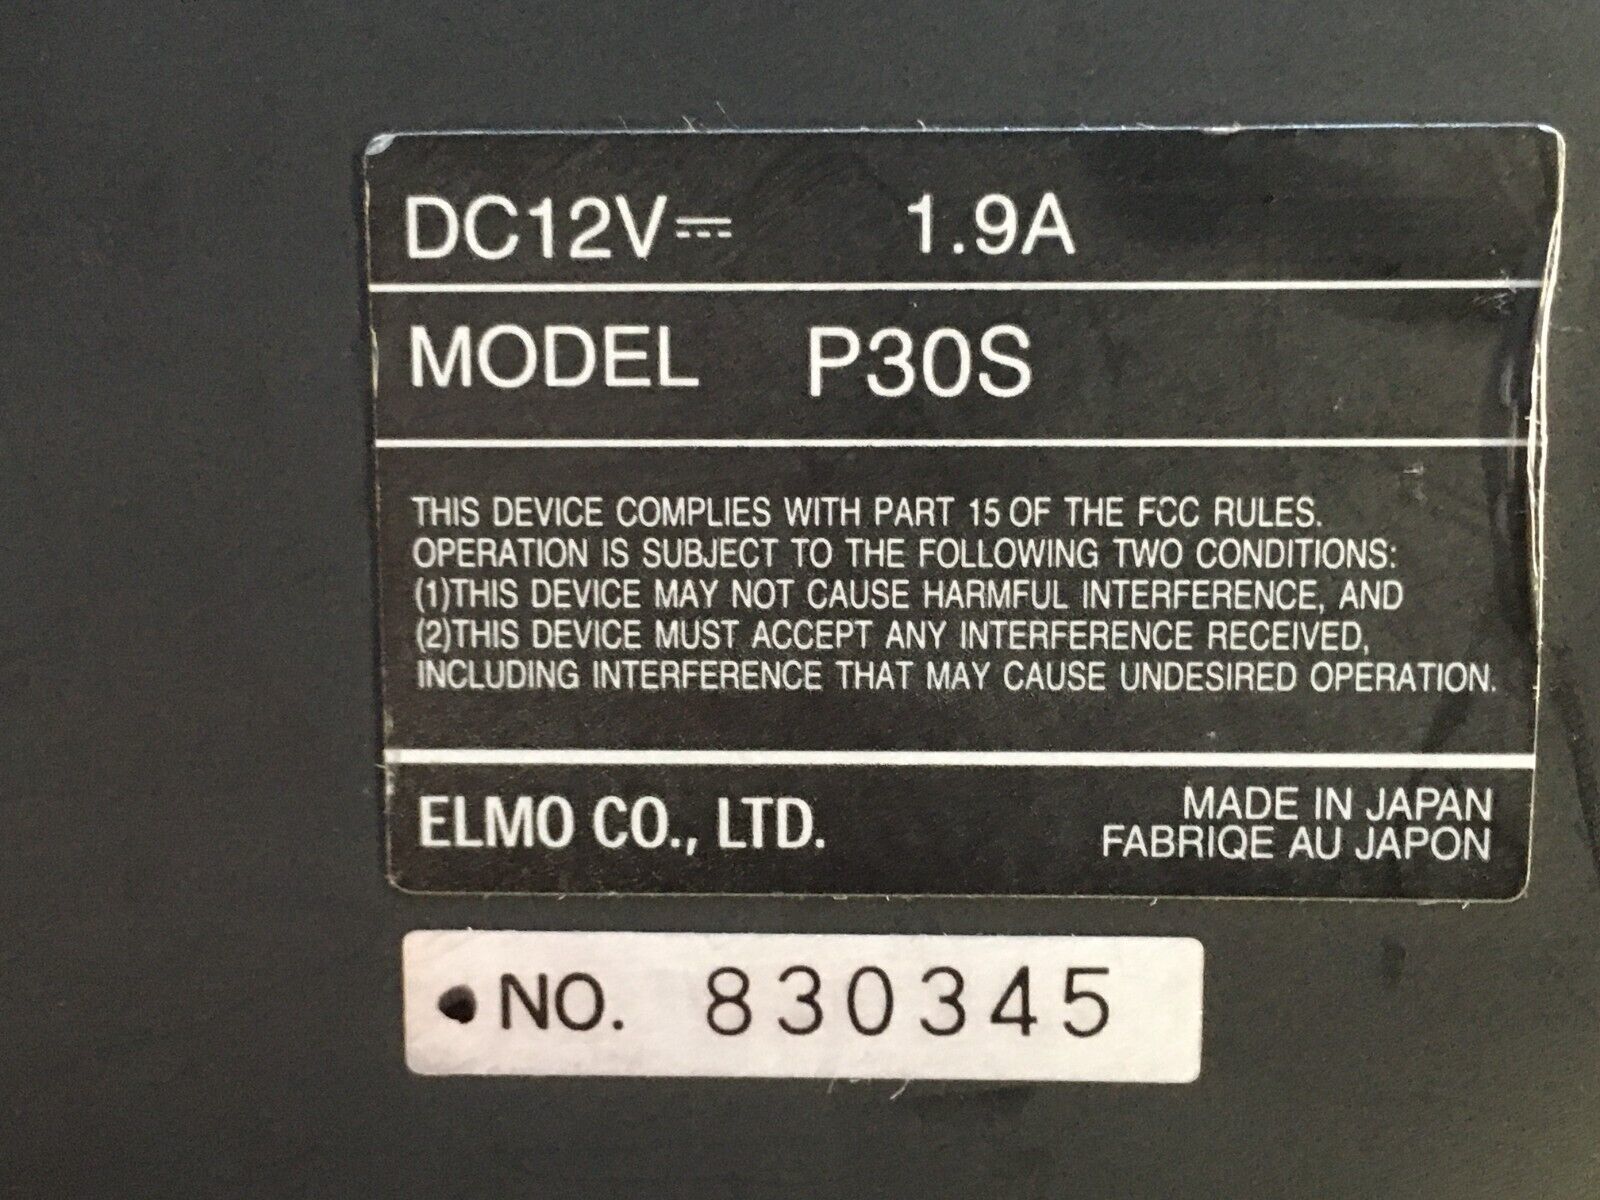 DC12V⎓ 1.9A
MODEL P30S
THIS DEVICE COMPLIES WITH PART 15 OF THE FCC RULES.
OPERATION IS SUBJECT TO THE FOLLOWING TWO CONDITIONS:
(1)THIS DEVICE MAY NOT CAUSE HARMFUL INTERFERENCE, AND
(2)THIS DEVICE MUST ACCEPT ANY INTERFERENCE RECEIVED,
INCLUDING INTERFERENCE THAT MAY CAUSE UNDESIRED OPERATION.
ELMO CO., LTD.
MADE IN JAPAN
FABRIQE AU JAPON
•NO. 830345